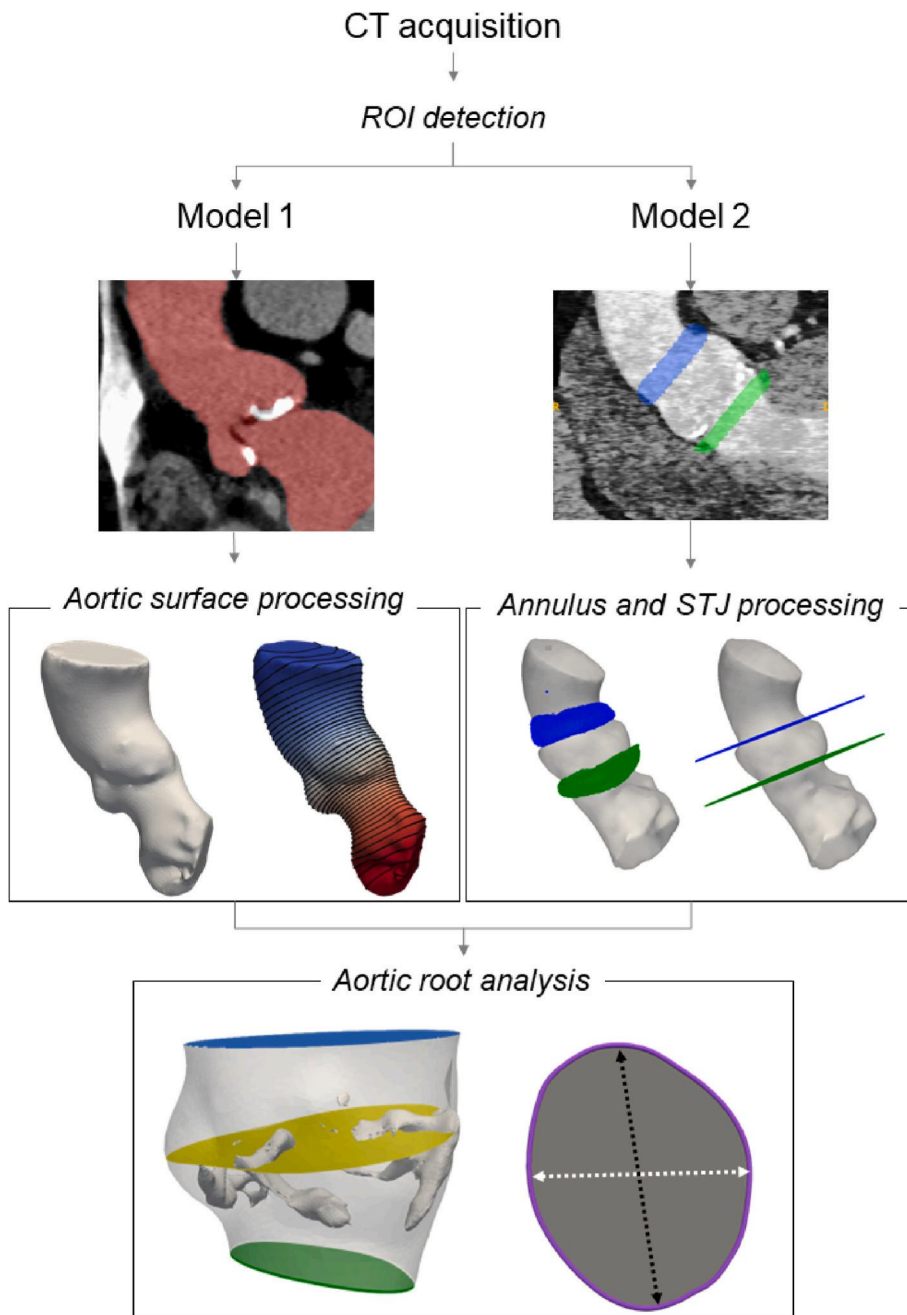 CT acquisition
ROI detection
Model 1
Model 2
Aortic surface processing
Annulus and STJ processing
Aortic root analysis